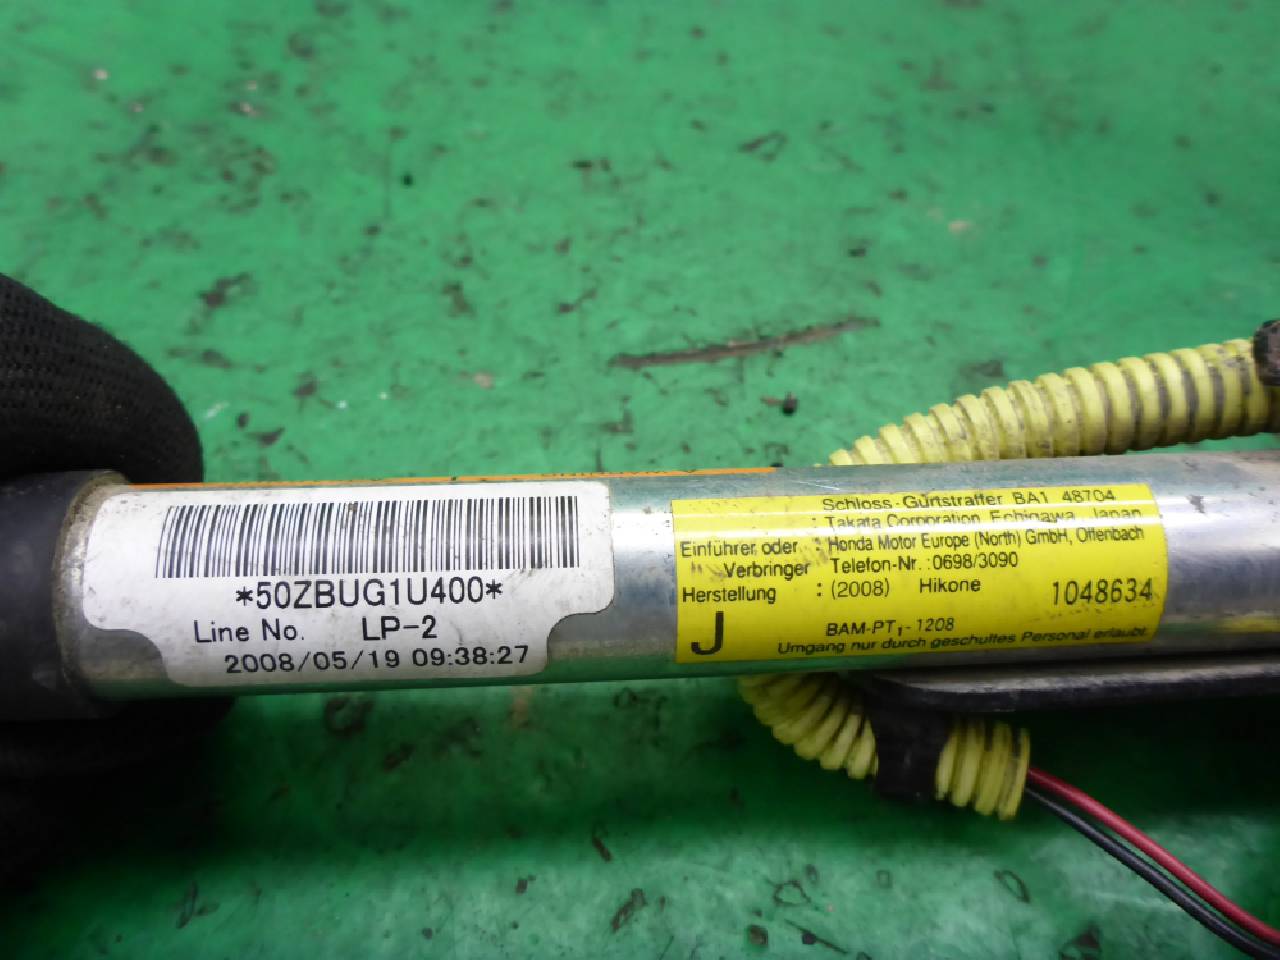 *50ZBUG1U400*
Line No. LP-2
2008/05/19 09:38:27
Schloss-Gurtstraffer BA1 48704
: Takata Corporation Echigawa Japan
Einführer oder : Honda Motor Europe (North) GmbH, Offenbach
Verbringer Telefon-Nr.:0698/3090
Herstellung : (2008) Hikone 1048634
J BAM-PT₁-1208
Umgang nur durch geschultes Personal erlaubt.